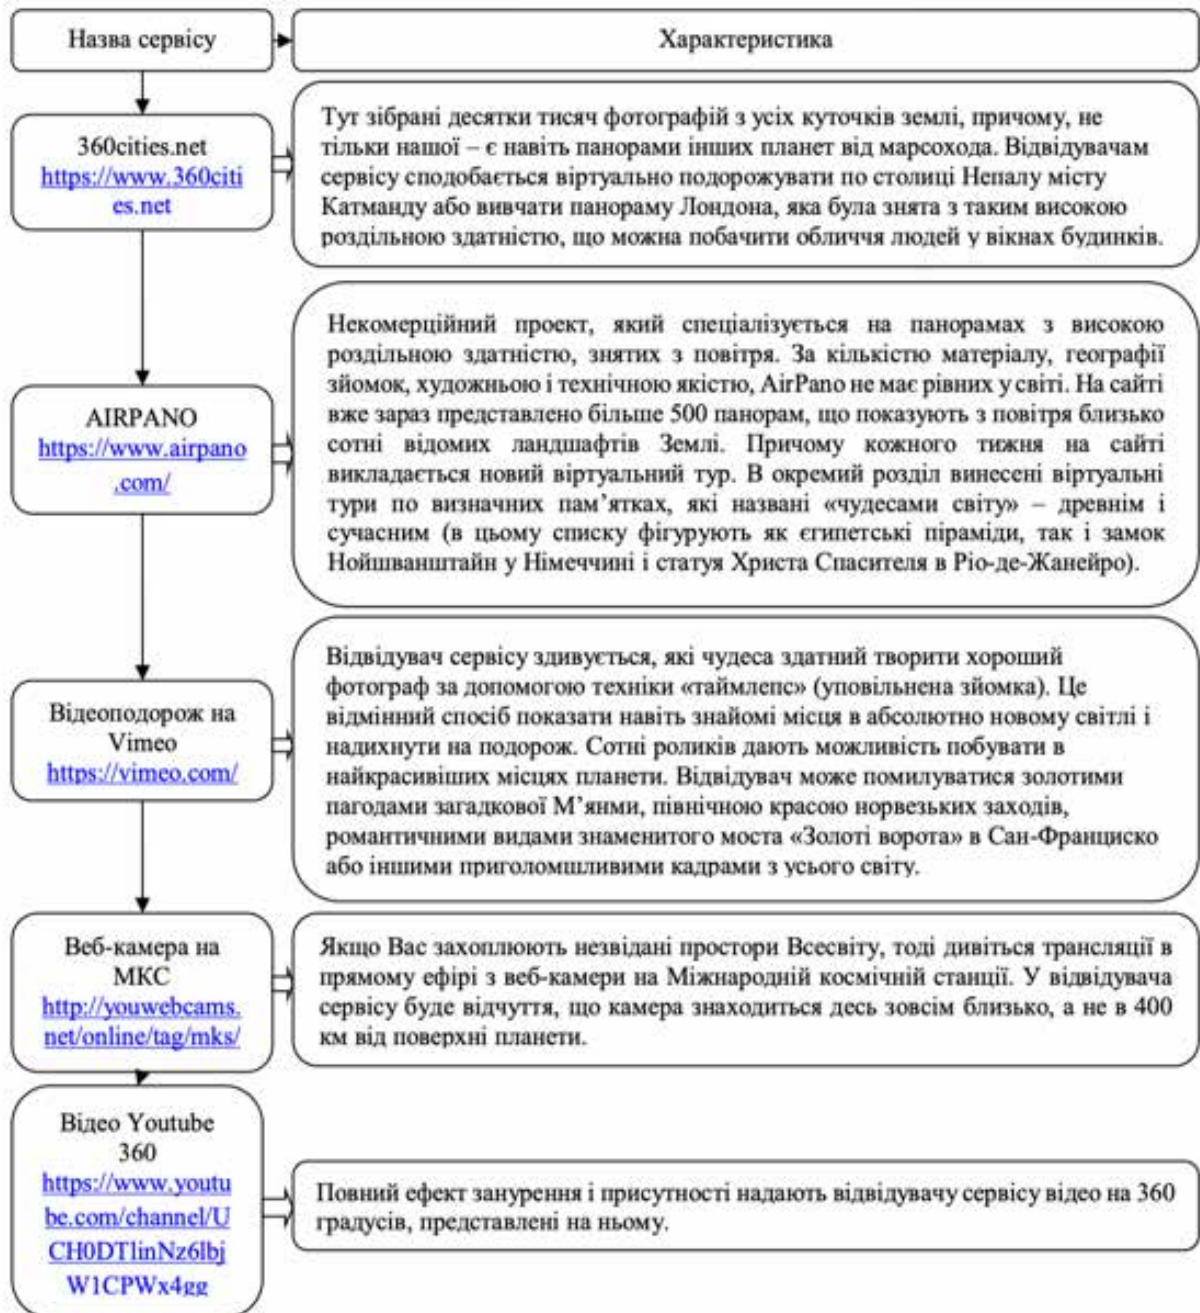 Назва сервісу
Характеристика
360cities.net
https://www.360citi
es.net
Тут зібрані десятки тисяч фотографій з усіх куточків землі, причому, не
тільки нашої – є навіть панорами інших планет від марсохода. Відвідувачам
сервісу сподобається віртуально подорожувати по столиці Непалу місту
Катманду або вивчати панораму Лондона, яка була знята з таким високою
роздільною здатністю, що можна побачити обличчя людей у вікнах будинків.
AIRPANO
https://www.airpano
.com/
Некомерційний проект, який спеціалізується на панорамах з високою
роздільною здатністю, знятих з повітря. За кількістю матеріалу, географії
зйомок, художньою і технічною якістю, AirPano не має рівних у світі. На сайті
вже зараз представлено більше 500 панорам, що показують з повітря близько
сотні відомих ландшафтів Землі. Причому кожного тижня на сайті
викладається новий віртуальний тур. В окремий розділ винесені віртуальні
тури по визначних пам’ятках, які названі «чудесами світу» – древнім і
сучасним (в цьому списку фігурують як єгипетські піраміди, так і замок
Нойшванштайн у Німеччині і статуя Христа Спасителя в Ріо-де-Жанейро).
Відеоподорож на
Vimeo
https://vimeo.com/
Відвідувач сервісу здивується, які чудеса здатний творити хороший
фотограф за допомогою техніки «таймлепс» (уповільнена зйомка). Це
відмінний спосіб показати навіть знайомі місця в абсолютно новому світлі і
надихнути на подорож. Сотні роликів дають можливість побувати в
найкрасивіших місцях планети. Відвідувач може помилуватися золотими
пагодами загадкової М’янми, північною красою норвезьких заходів,
романтичними видами знаменитого моста «Золоті ворота» в Сан-Франциско
або іншими приголомшливими кадрами з усього світу.
Веб-камера на
МКС
http://youwebcams.
net/online/tag/mks/
Якщо Вас захоплюють незвідані простори Всесвіту, тоді дивіться трансляції в
прямому ефірі з веб-камери на Міжнародній космічній станції. У відвідувача
сервісу буде відчуття, що камера знаходиться десь зовсім близько, а не в 400
км від поверхні планети.
Відео Youtube
360
https://www.youtu
be.com/channel/U
CH0DTlinNz6lbj
W1CPWx4gg
Повний ефект занурення і присутності надають відвідувачу сервісу відео на 360
градусів, представлені на ньому.